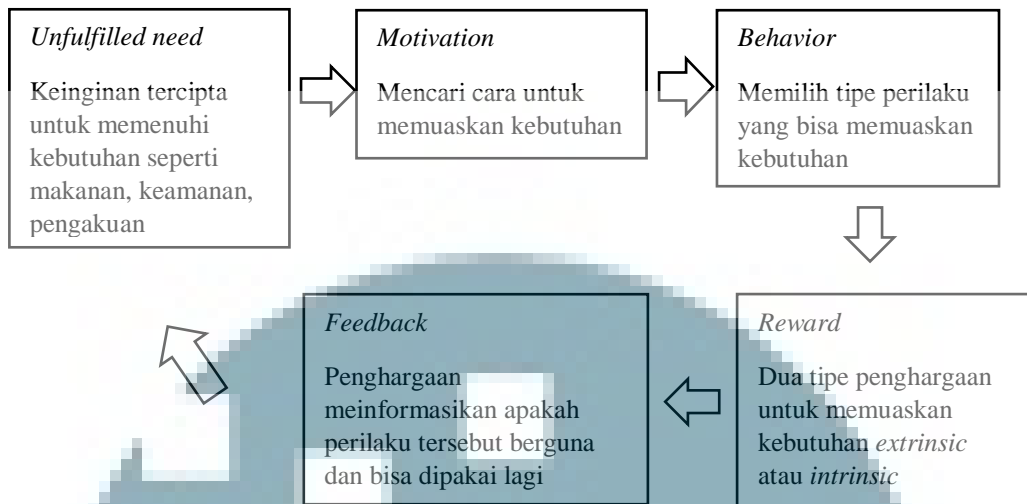 Unfulfilled need
Keinginan tercipta
untuk memenuhi
kebutuhan seperti
makanan, keamanan,
pengakuan
Motivation
Mencari cara untuk
memuaskan kebutuhan
Behavior
Memilih tipe perilaku
yang bisa memuaskan
kebutuhan
Reward
Dua tipe penghargaan
untuk memuaskan
kebutuhan extrinsic
atau intrinsic
Feedback
Penghargaan
meinformasikan apakah
perilaku tersebut berguna
dan bisa dipakai lagi